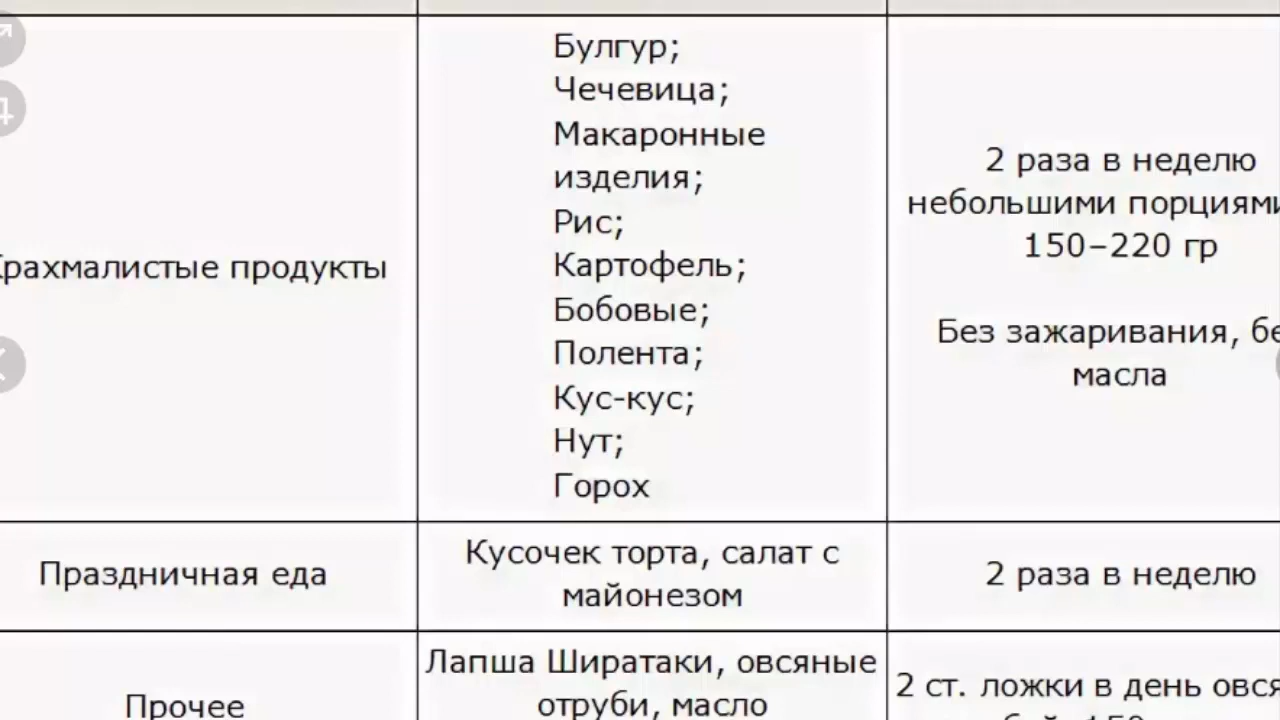 Крахмалистые продукты
Булгур;
Чечевица;
Макаронные
изделия;
Рис;
Картофель;
Бобовые;
Полента;
Кус-кус;
Нут;
Горох
2 раза в неделю
небольшими порциями
150–220 гр
Без зажаривания, бе
масла
Праздничная еда
Кусочек торта, салат с
майонезом
2 раза в неделю
Прочее
Лапша Ширатаки, овсяные
отруби, масло
2 ст. ложки в день овся